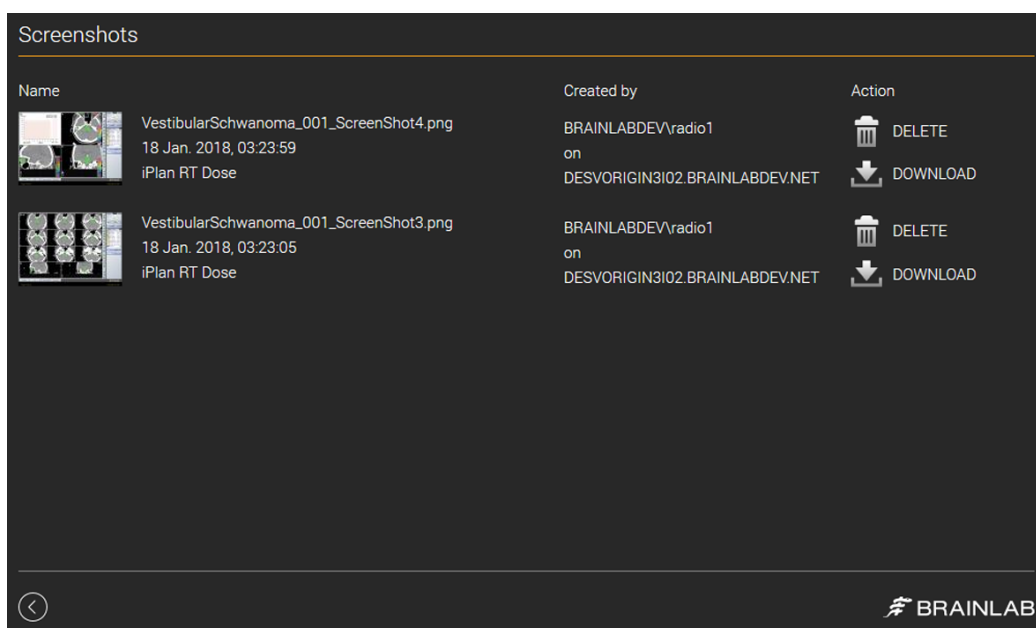 Screenshots
Name Created by Action
VestibularSchwanoma_001_ScreenShot4.png
18 Jan. 2018, 03:23:59
iPlan RT Dose
BRAINLABDEV\radio1
on
DESVORIGIN3I02.BRAINLABDEV.NET
DELETE
DOWNLOAD
VestibularSchwanoma_001_ScreenShot3.png
18 Jan. 2018, 03:23:05
iPlan RT Dose
BRAINLABDEV\radio1
on
DESVORIGIN3I02.BRAINLABDEV.NET
DELETE
DOWNLOAD
BRAINLAB